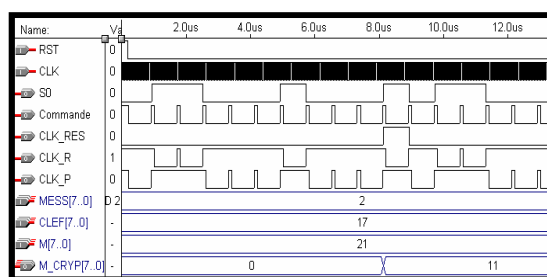 Name: Va 2.0us 4.0us 6.0us 8.0us 10.0us 12.0us
RST 0
CLK 0
S0 0
Commande 0
CLK_RES 0
CLK_R 1
CLK_P 0
MESS[7..0] D 2 2
CLEF[7..0] - 17
M[7..0] - 21
M_CRYP[7..0] - 0 11